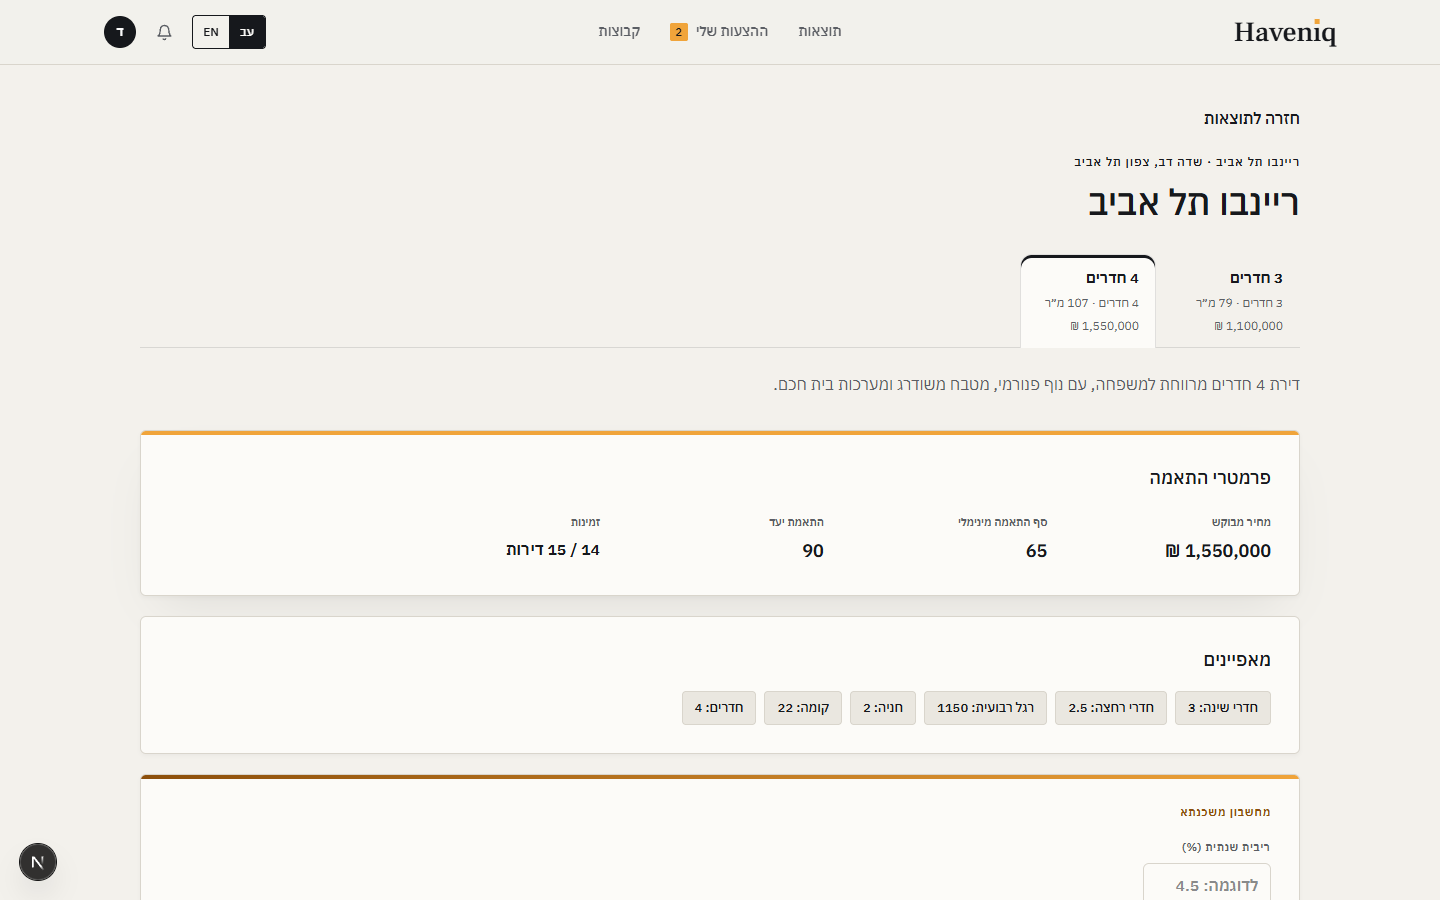 Haveniq
תוצאות
ההצעות שלי 2
קבוצות
עב
EN
ד
חזרה לתוצאות
ריינבו תל אביב · שדה דב, צפון תל אביב
ריינבו תל אביב
3 חדרים
3 חדרים · 79 מ״ר
1,100,000 ₪
4 חדרים
4 חדרים · 107 מ״ר
1,550,000 ₪
דירת 4 חדרים מרווחת למשפחה, עם נוף פנורמי, מטבח משודרג ומערכות בית חכם.
פרמטרי התאמה
מחיר מבוקש
1,550,000 ₪
סף התאמה מינימלי
65
התאמת יעד
90
זמינות
14 / 15 דירות
מאפיינים
חדרי שינה: 3
חדרי רחצה: 2.5
רגל רבועית: 1150
חניה: 2
קומה: 22
חדרים: 4
מחשבון משכנתא
ריבית שנתית (%)
לדוגמה: 4.5
N